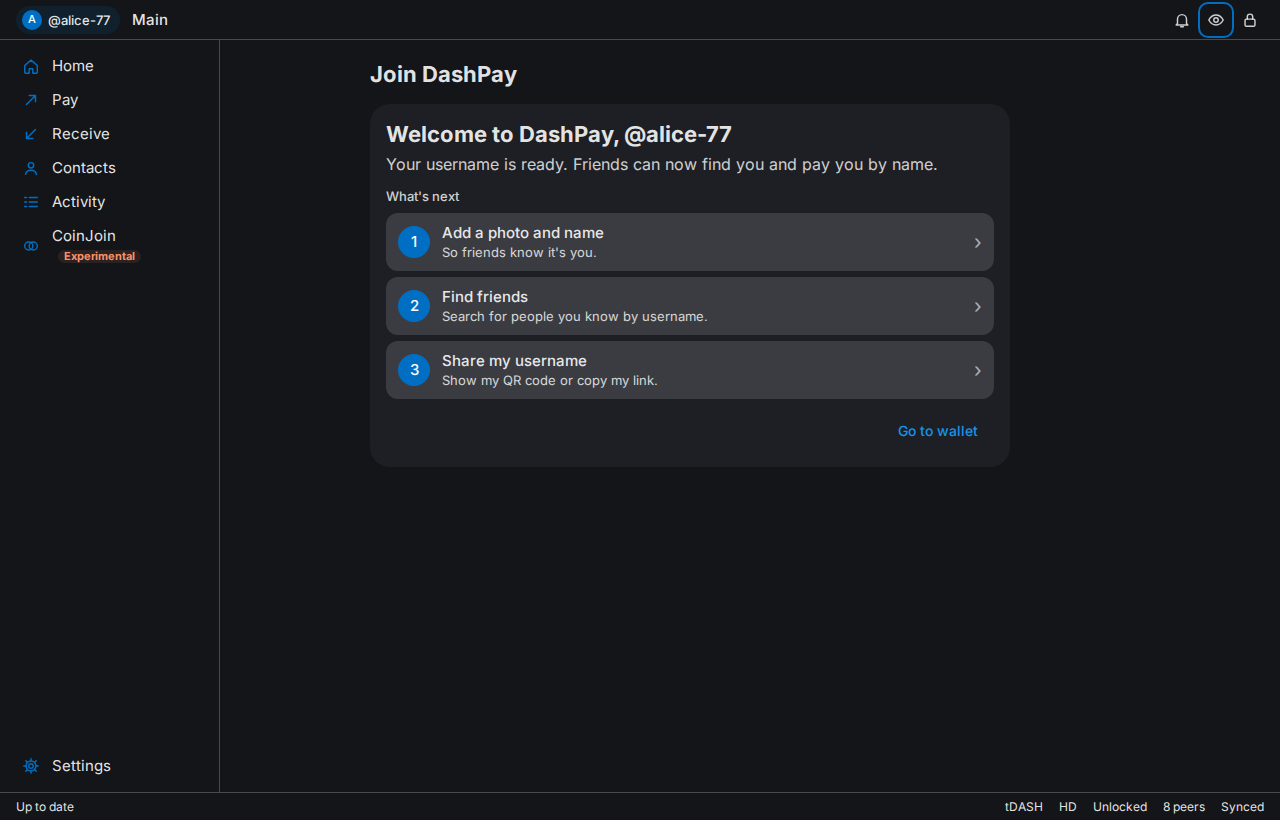 A @alice-77 Main
Home
Pay
Receive
Contacts
Activity
CoinJoin
Experimental
Settings
Join DashPay
Welcome to DashPay, @alice-77
Your username is ready. Friends can now find you and pay you by name.
What's next
1
Add a photo and name
So friends know it's you.
2
Find friends
Search for people you know by username.
3
Share my username
Show my QR code or copy my link.
Go to wallet
Up to date
tDASH HD Unlocked 8 peers Synced